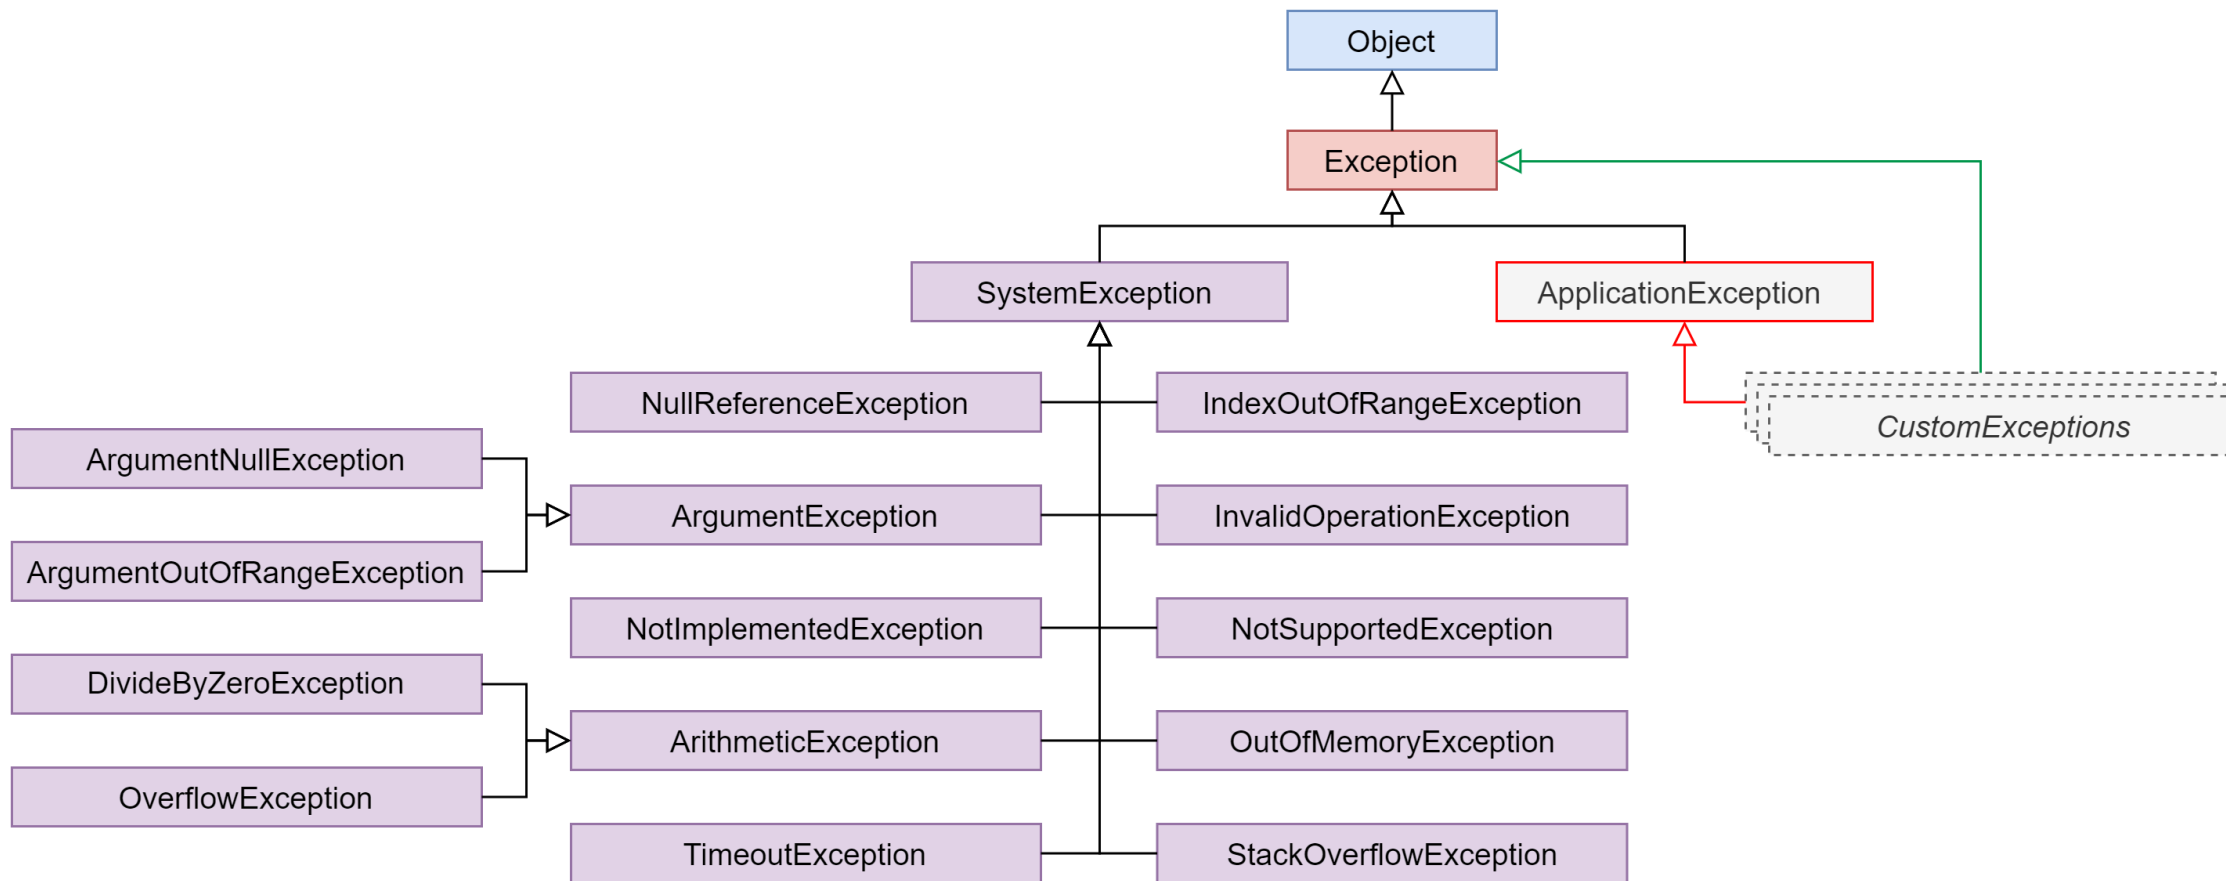 Object
Exception
SystemException
ApplicationException
NullReferenceException
IndexOutOfRangeException
CustomExceptions
ArgumentNullException
ArgumentException
InvalidOperationException
ArgumentOutOfRangeException
NotImplementedException
NotSupportedException
DivideByZeroException
ArithmeticException
OutOfMemoryException
OverflowException
TimeoutException
StackOverflowException